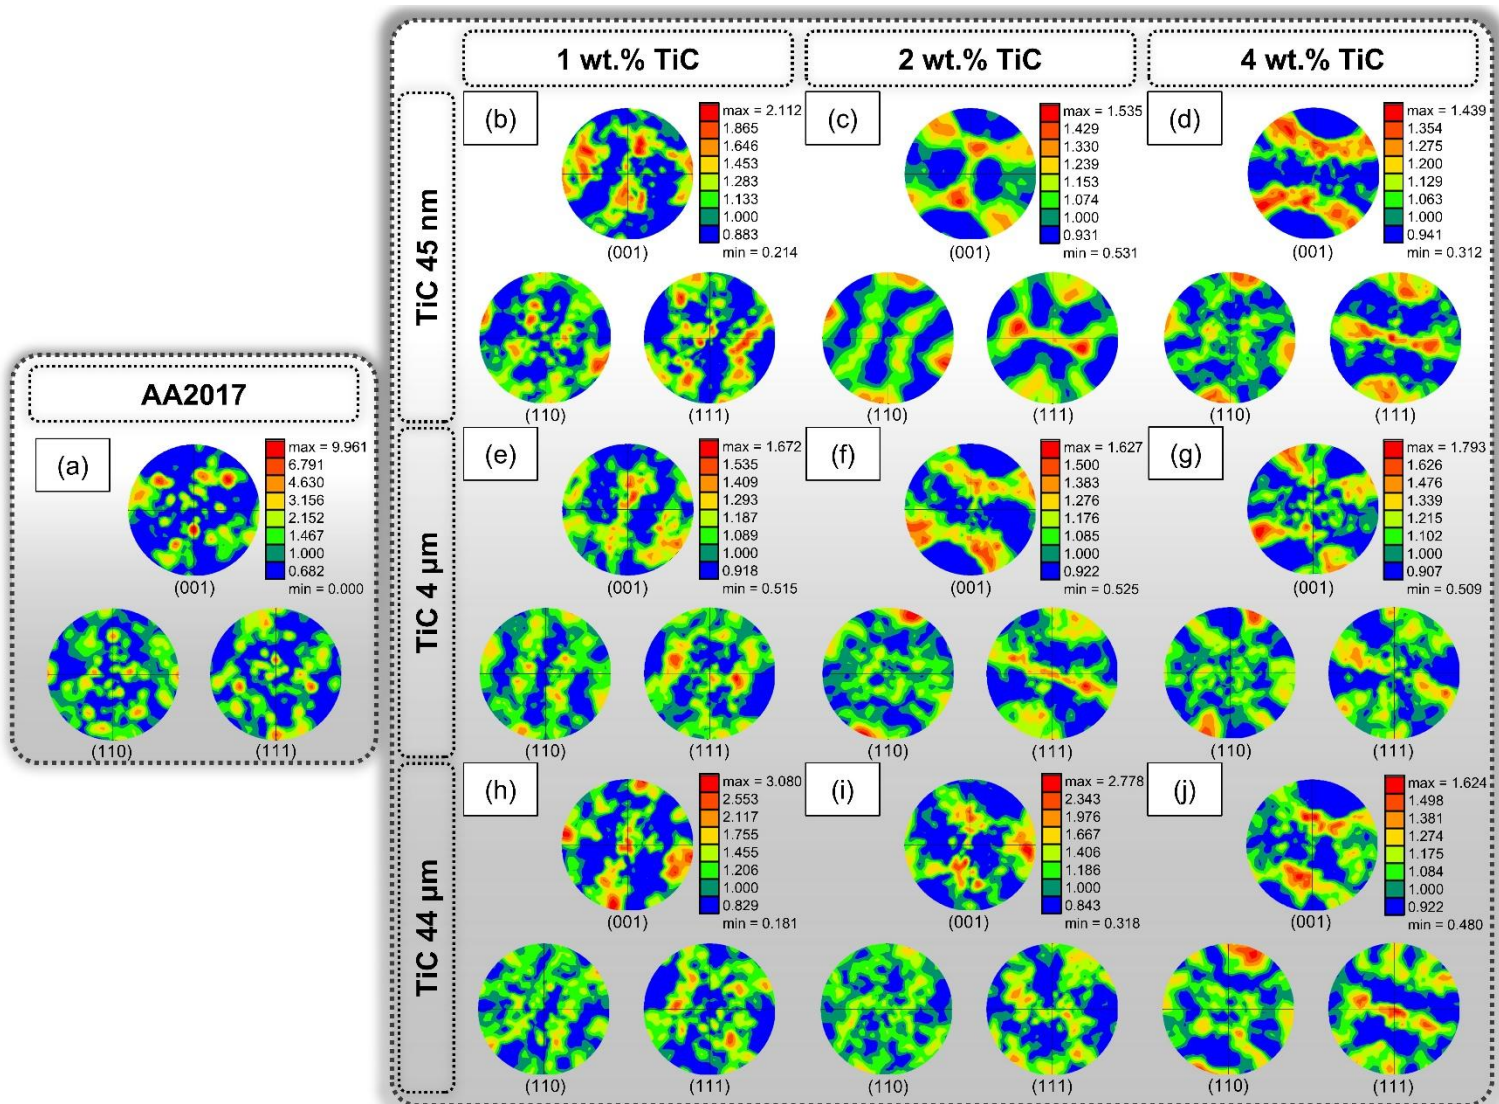 1 wt.% TiC
2 wt.% TiC
4 wt.% TiC
TiC 45 nm
(b)
max = 2.112
1.865
1.646
1.453
1.283
1.133
1.000
0.883
min = 0.214
(001)
(110)
(111)
(c)
max = 1.535
1.429
1.330
1.239
1.153
1.074
1.000
0.931
min = 0.531
(001)
(110)
(111)
(d)
max = 1.439
1.354
1.275
1.200
1.129
1.063
1.000
0.941
min = 0.312
(001)
(110)
(111)
AA2017
(a)
max = 9.961
6.791
4.630
3.156
2.152
1.467
1.000
0.682
min = 0.000
(001)
(110)
(111)
TiC 4 µm
(e)
max = 1.672
1.535
1.409
1.293
1.187
1.089
1.000
0.918
min = 0.515
(001)
(110)
(111)
(f)
max = 1.627
1.500
1.383
1.276
1.176
1.085
1.000
0.922
min = 0.525
(001)
(110)
(111)
(g)
max = 1.793
1.626
1.476
1.339
1.215
1.102
1.000
0.907
min = 0.509
(001)
(110)
(111)
TiC 44 µm
(h)
max = 3.080
2.553
2.117
1.755
1.455
1.206
1.000
0.829
min = 0.181
(001)
(110)
(111)
(i)
max = 2.778
2.343
1.976
1.667
1.406
1.186
1.000
0.843
min = 0.318
(001)
(110)
(111)
(j)
max = 1.624
1.498
1.381
1.274
1.175
1.084
1.000
0.922
min = 0.480
(001)
(110)
(111)